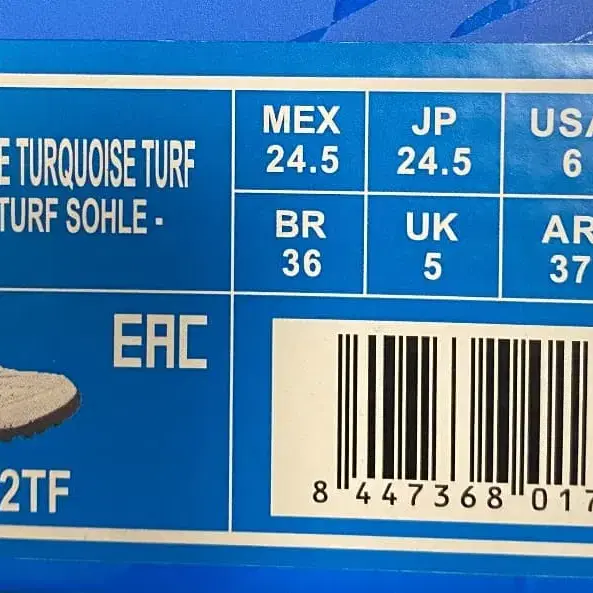 E TURQUOISE TURF
TURF SOHLE -
MEX
24.5
JP
24.5
USA
6
BR
36
UK
5
AR
37
EAC
2TF
8 447368 017